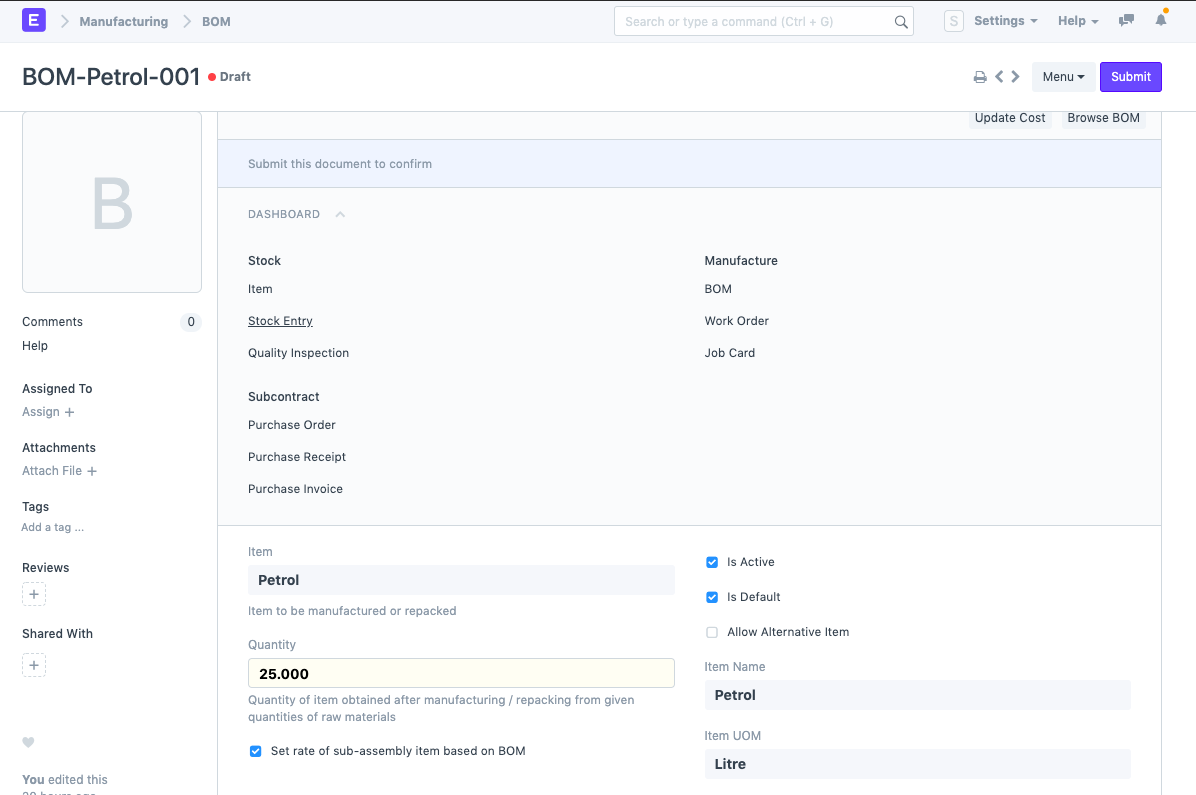 E Manufacturing BOM Search or type a command (Ctrl + G) S Settings Help
BOM-Petrol-001 Draft Menu Submit
Update Cost Browse BOM
B
Submit this document to confirm
DASHBOARD
Stock
Item
Stock Entry
Quality Inspection
Manufacture
BOM
Work Order
Job Card
Subcontract
Purchase Order
Purchase Receipt
Purchase Invoice
Comments 0
Help
Assigned To
Assign +
Attachments
Attach File +
Tags
Add a tag ...
Reviews
+
Shared With
+
You edited this
Item
Petrol
Item to be manufactured or repacked
Quantity
25.000
Quantity of item obtained after manufacturing / repacking from given
quantities of raw materials
Set rate of sub-assembly item based on BOM
Is Active
Is Default
Allow Alternative Item
Item Name
Petrol
Item UOM
Litre